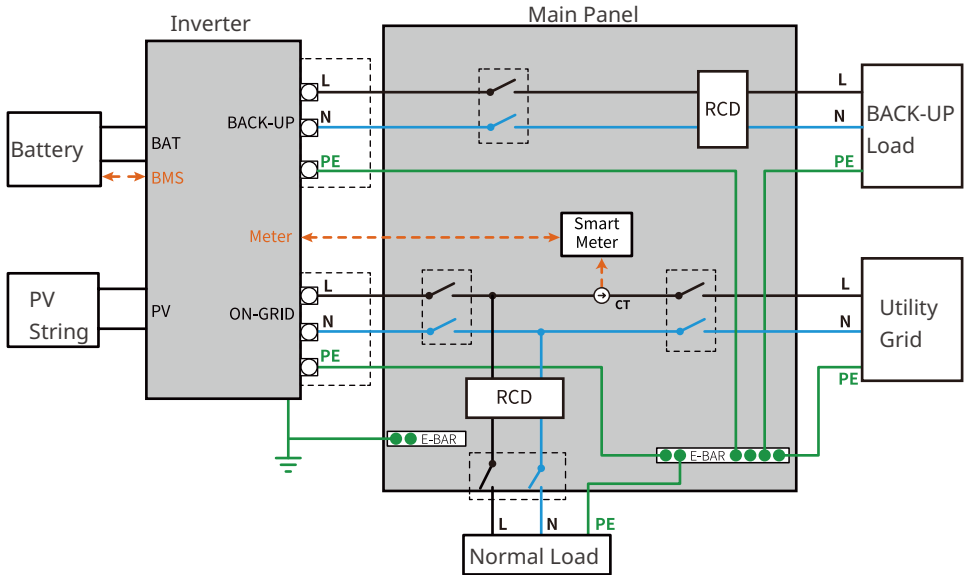 Main Panel
Inverter
L
L
RCD
BACK-UP
Load
BACK-UP
N
N
Battery
BAT
PE
PE
BMS
Smart
Meter
Meter
PV
String
PV
L
L
ON-GRID
CT
Utility
Grid
N
N
PE
PE
RCD
E-BAR
E-BAR
L
N
PE
Normal Load